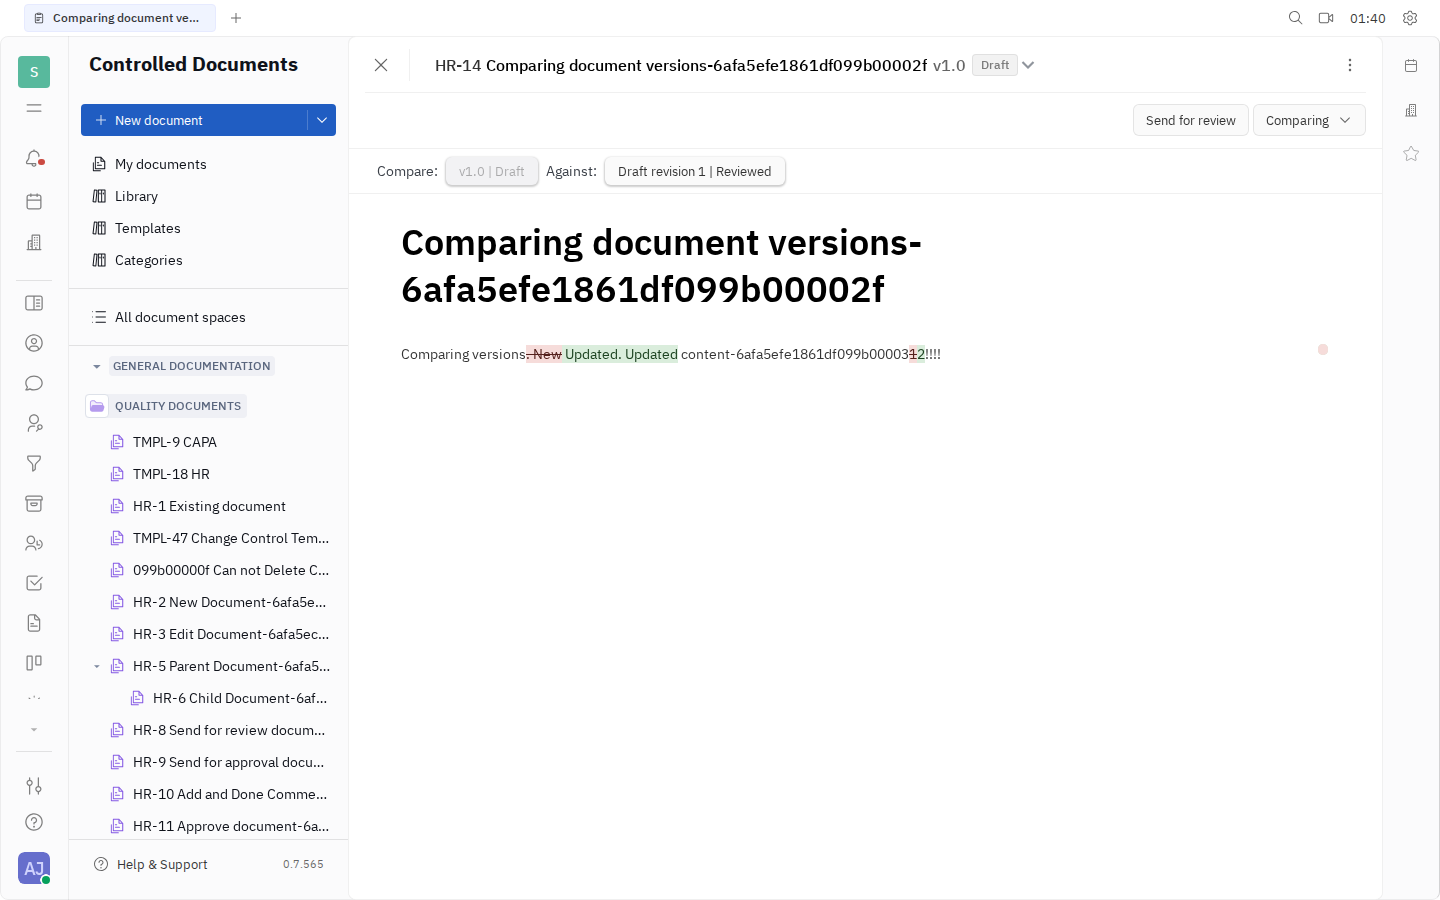 Comparing document ve...
01:40
S
Controlled Documents
New document
My documents
Library
Templates
Categories
All document spaces
GENERAL DOCUMENTATION
QUALITY DOCUMENTS
TMPL-9 CAPA
TMPL-18 HR
HR-1 Existing document
TMPL-47 Change Control Tem...
099b00000f Can not Delete C...
HR-2 New Document-6afa5e...
HR-3 Edit Document-6afa5ec...
HR-5 Parent Document-6afa5...
HR-6 Child Document-6af...
HR-8 Send for review docum...
HR-9 Send for approval docu...
HR-10 Add and Done Comme...
HR-11 Approve document-6a...
Help & Support 0.7.565
AJ
HR-14 Comparing document versions-6afa5efe1861df099b00002f v1.0 Draft
Send for review Comparing
Compare: v1.0 | Draft Against: Draft revision 1 | Reviewed
Comparing document versions-
6afa5efe1861df099b00002f
Comparing versions. New Updated. Updated content-6afa5efe1861df099b0000312!!!!